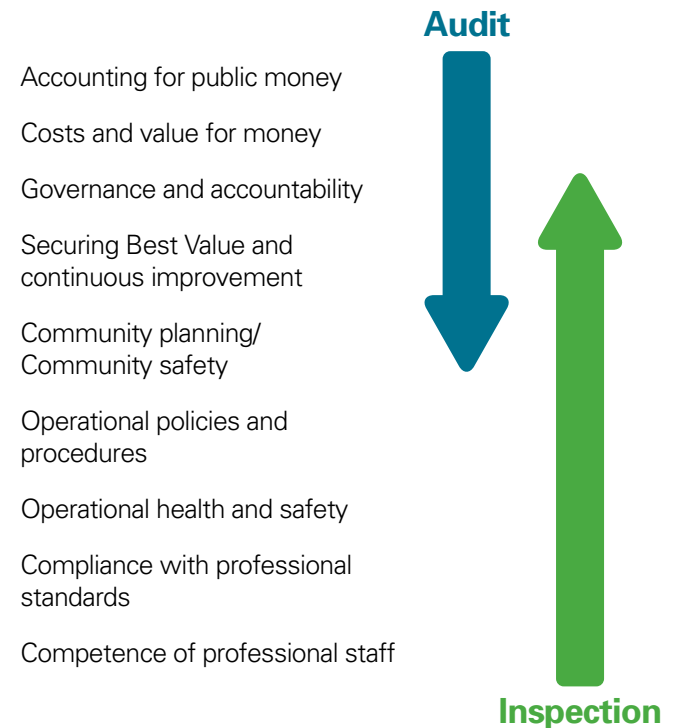 Audit
Accounting for public money
Costs and value for money
Governance and accountability
Securing Best Value and
continuous improvement
Community planning/
Community safety
Operational policies and
procedures
Operational health and safety
Compliance with professional
standards
Competence of professional staff
Inspection